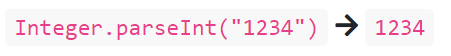 Integer.parseInt("1234") → 1234